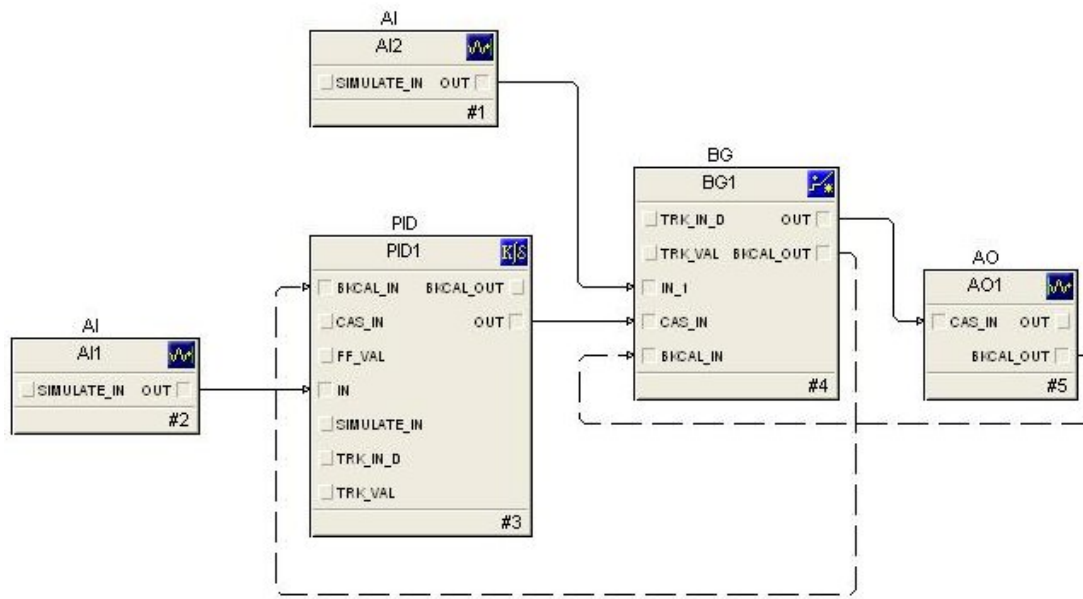 AI
AI2
SIMULATE_IN OUT
#1
BG
BG1
TRK_IN_D OUT
TRK_VAL BKCAL_OUT
IN_1
CAS_IN
BKCAL_IN
#4
PID
PID1
K∫δ
BKCAL_IN BKCAL_OUT
CAS_IN OUT
FF_VAL
IN
SIMULATE_IN
TRK_IN_D
TRK_VAL
#3
AO
AO1
CAS_IN OUT
BKCAL_OUT
#5
AI
AI1
SIMULATE_IN OUT
#2